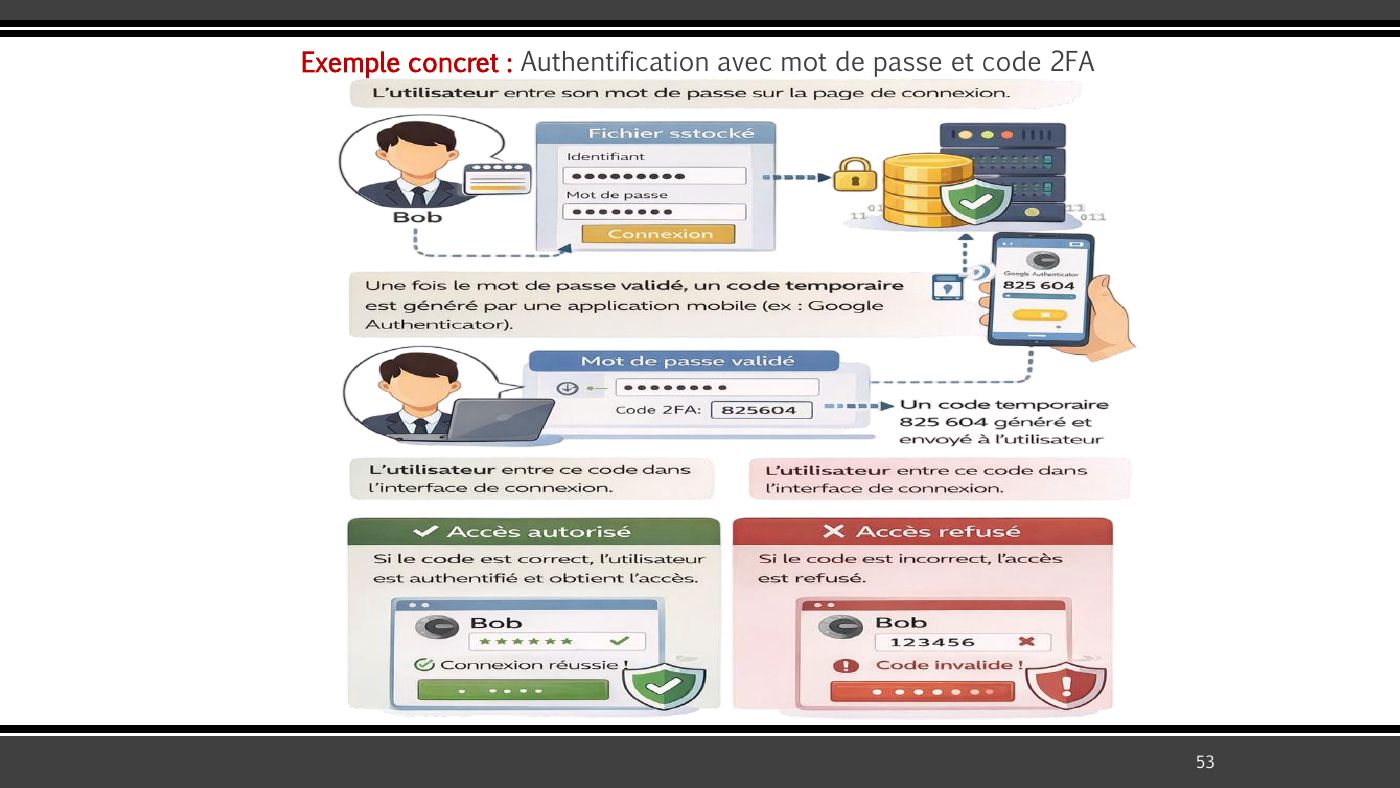 Exemple concret : Authentification avec mot de passe et code 2FA
L'utilisateur entre son mot de passe sur la page de connexion.
Fichier sstocké
Identifiant
Mot de passe
Connexion
Bob
01
11
11
011
Une fois le mot de passe validé, un code temporaire
est généré par une application mobile (ex : Google
Authenticator).
Google Authenticator
825 604
Mot de passe validé
Code 2FA: 825604
Un code temporaire
825 604 généré et
envoyé à l'utilisateur
L'utilisateur entre ce code dans
l'interface de connexion.
L'utilisateur entre ce code dans
l'interface de connexion.
Accès autorisé
Si le code est correct, l'utilisateur
est authentifié et obtient l'accès.
Bob
Connexion réussie !
Accès refusé
Si le code est incorrect, l'accès
est refusé.
Bob
123456
Code invalide !
53